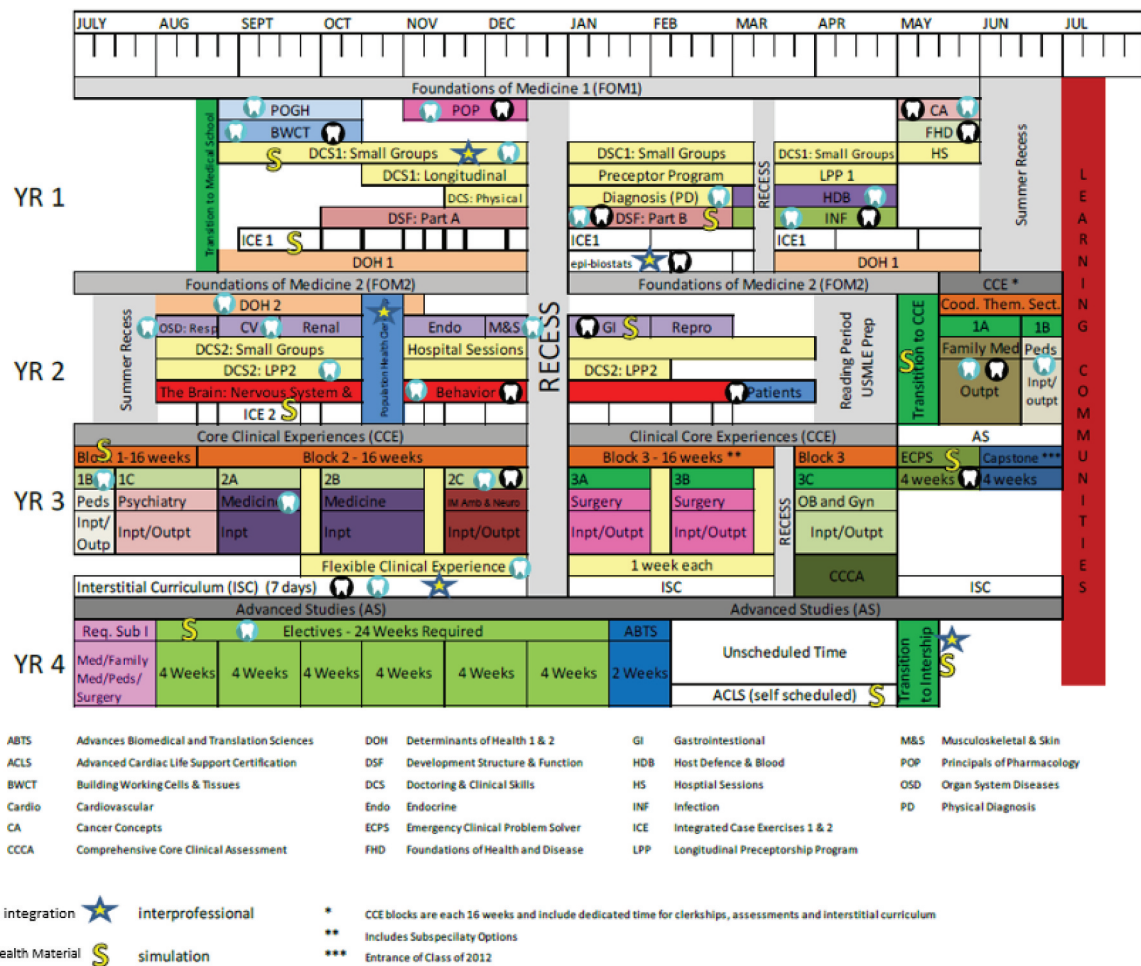 JULY AUG SEPT OCT NOV DEC JAN FEB MAR APR MAY JUN JUL
Foundations of Medicine 1 (FOM1)
POGH POP CA
BWCT FHD
DCS1: Small Groups DSC1: Small Groups DCS1: Small Groups HS
DCS1: Longitudinal Preceptor Program LPP 1
YR 1
DCS: Physical Diagnosis (PD) HDB
DSF: Part A DSF: Part B INF
ICE 1 ICE1 ICE1
DOH 1 epi-biostats DOH 1
Transition to Medical School
RECESS
Summer Recess
Foundations of Medicine 2 (FOM2) Foundations of Medicine 2 (FOM2) CCE *
DOH 2 Cood. Them. Sect.
OSD: Resp CV Renal Endo M&S GI Repro 1A 1B
DCS2: Small Groups Hospital Sessions Family Med Peds
YR 2
DCS2: LPP2 DCS2: LPP2
The Brain: Nervous System & Behavior Patients Outpt Inpt/
outpt
ICE 2
Summer Recess
Population Health
RECESS
Reading Period
USMLE Prep
Transitition to CCE
Core Clinical Experiences (CCE) Clinical Core Experiences (CCE) AS
1-16 weeks Block 2 - 16 weeks Block 3 - 16 weeks ** Block 3 ECPS Capstone ***
1B 1C 2A 2B 2C 3A 3B 3C 4 weeks 4 weeks
YR 3
Peds Psychiatry Medicine Medicine IM Amb & Neuro Surgery Surgery OB and Gyn
Inpt/
Outp Inpt/Outpt Inpt Inpt Inpt/Outpt Inpt/Outpt Inpt/Outpt Inpt/Outpt
RECESS
Flexible Clinical Experience 1 week each CCCA
Interstitial Curriculum (ISC) (7 days) ISC ISC
Advanced Studies (AS) Advanced Studies (AS)
Req. Sub I Electives - 24 Weeks Required ABTS
YR 4
Unscheduled Time
Med/Family
Med/Peds/
Surgery
4 Weeks 4 Weeks 4 Weeks 4 Weeks 4 Weeks 4 Weeks 2 Weeks
ACLS (self scheduled)
Transition
to Intership
LEARNING COMMUNITIES
ABTS Advances Biomedical and Translation Sciences DOH Determinants of Health 1 & 2 GI Gastrointestional M&S Musculoskeletal & Skin
ACLS Advanced Cardiac Life Support Certification DSF Development Structure & Function HDB Host Defence & Blood POP Principals of Pharmacology
BWCT Building Working Cells & Tissues DCS Doctoring & Clinical Skills HS Hosptial Sessions OSD Organ System Diseases
Cardio Cardiovascular Endo Endocrine INF Infection PD Physical Diagnosis
CA Cancer Concepts ECPS Emergency Clinical Problem Solver ICE Integrated Case Exercises 1 & 2
CCCA Comprehensive Core Clinical Assessment FHD Foundations of Health and Disease LPP Longitudinal Preceptorship Program
integration interprofessional * CCE blocks are each 16 weeks and include dedicated time for clerkships, assessments and interstitial curriculum
** Includes Subspecilaty Options
Material S simulation *** Entrance of Class of 2012